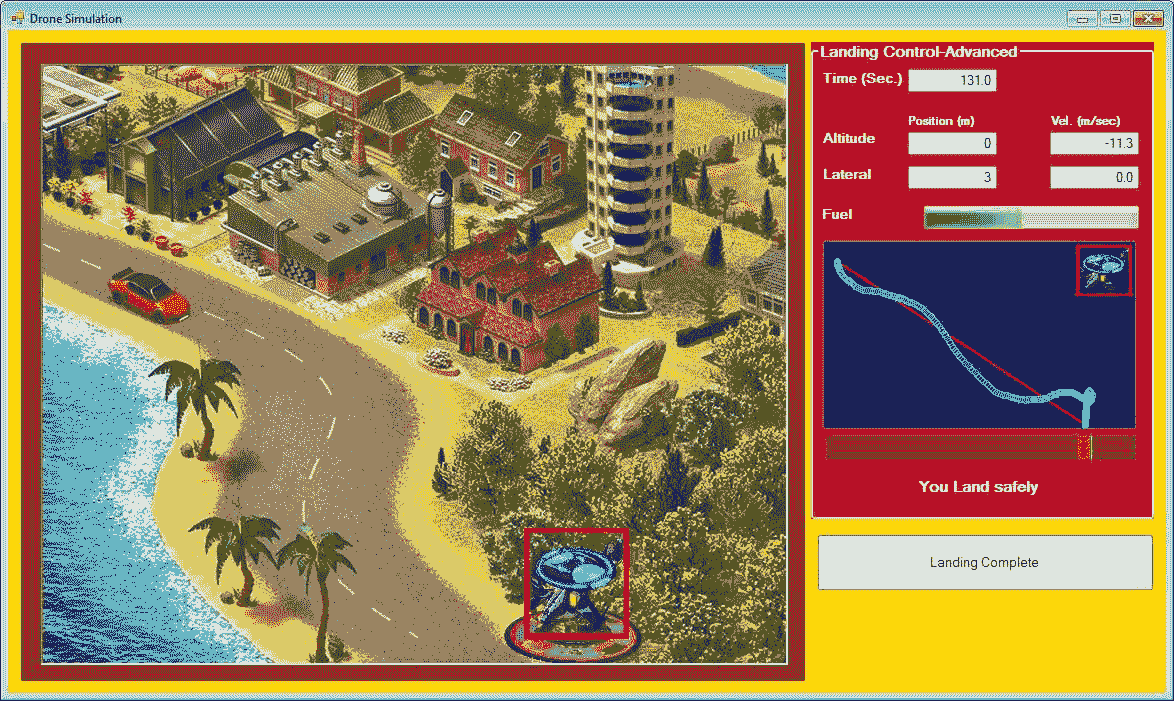 Drone Simulation
Landing Control-Advanced
Time (Sec.) 131.0
Position (m) Vel. (m/sec)
Altitude 0 -11.3
Lateral 3 0.0
Fuel
You Land safely
Landing Complete